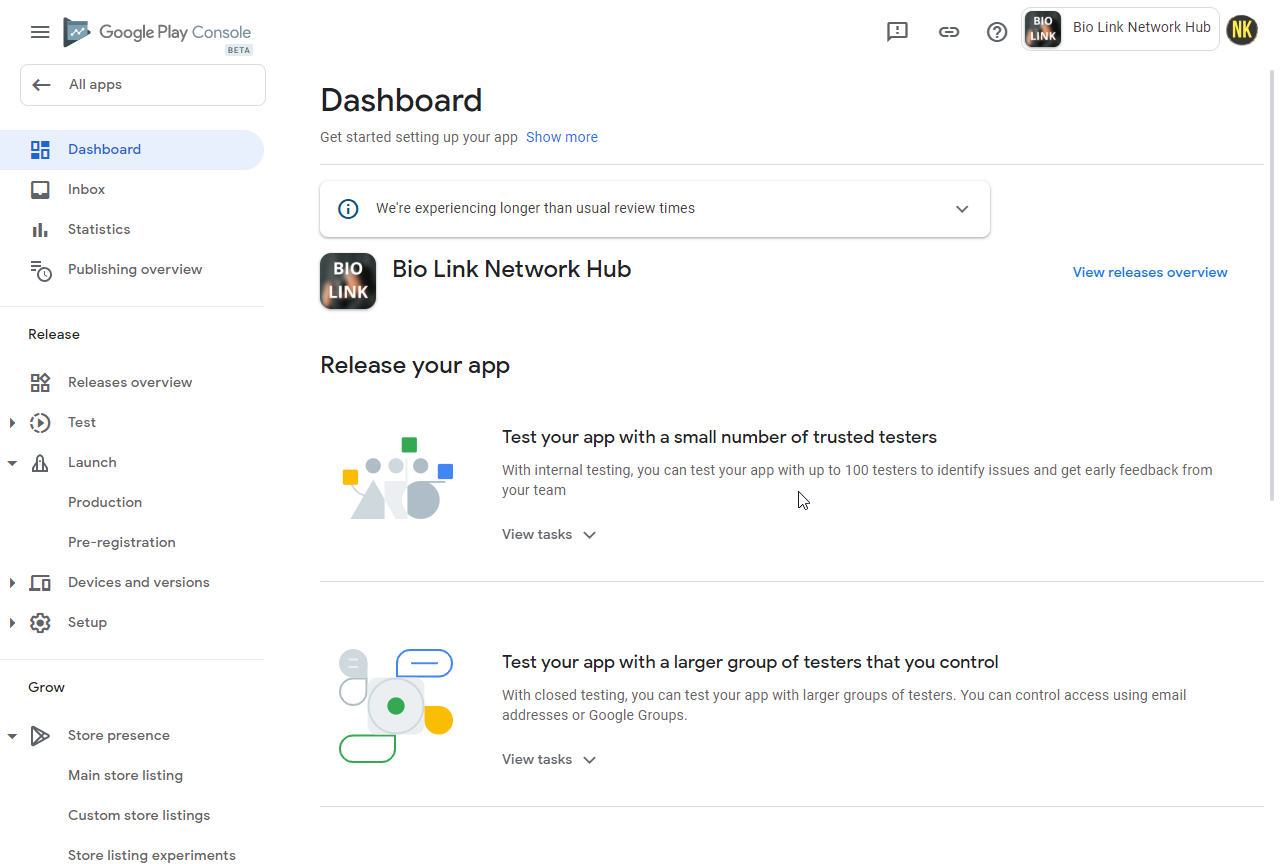 Google Play Console
BETA
BIO
LINK
Bio Link Network Hub
NK
All apps
Dashboard
Inbox
Statistics
Publishing overview
Release
Releases overview
Test
Launch
Production
Pre-registration
Devices and versions
Setup
Grow
Store presence
Main store listing
Custom store listings
Store listing experiments
Dashboard
Get started setting up your app Show more
We're experiencing longer than usual review times
BIO
LINK
Bio Link Network Hub
View releases overview
Release your app
Test your app with a small number of trusted testers
With internal testing, you can test your app with up to 100 testers to identify issues and get early feedback from
your team
View tasks
Test your app with a larger group of testers that you control
With closed testing, you can test your app with larger groups of testers. You can control access using email
addresses or Google Groups.
View tasks